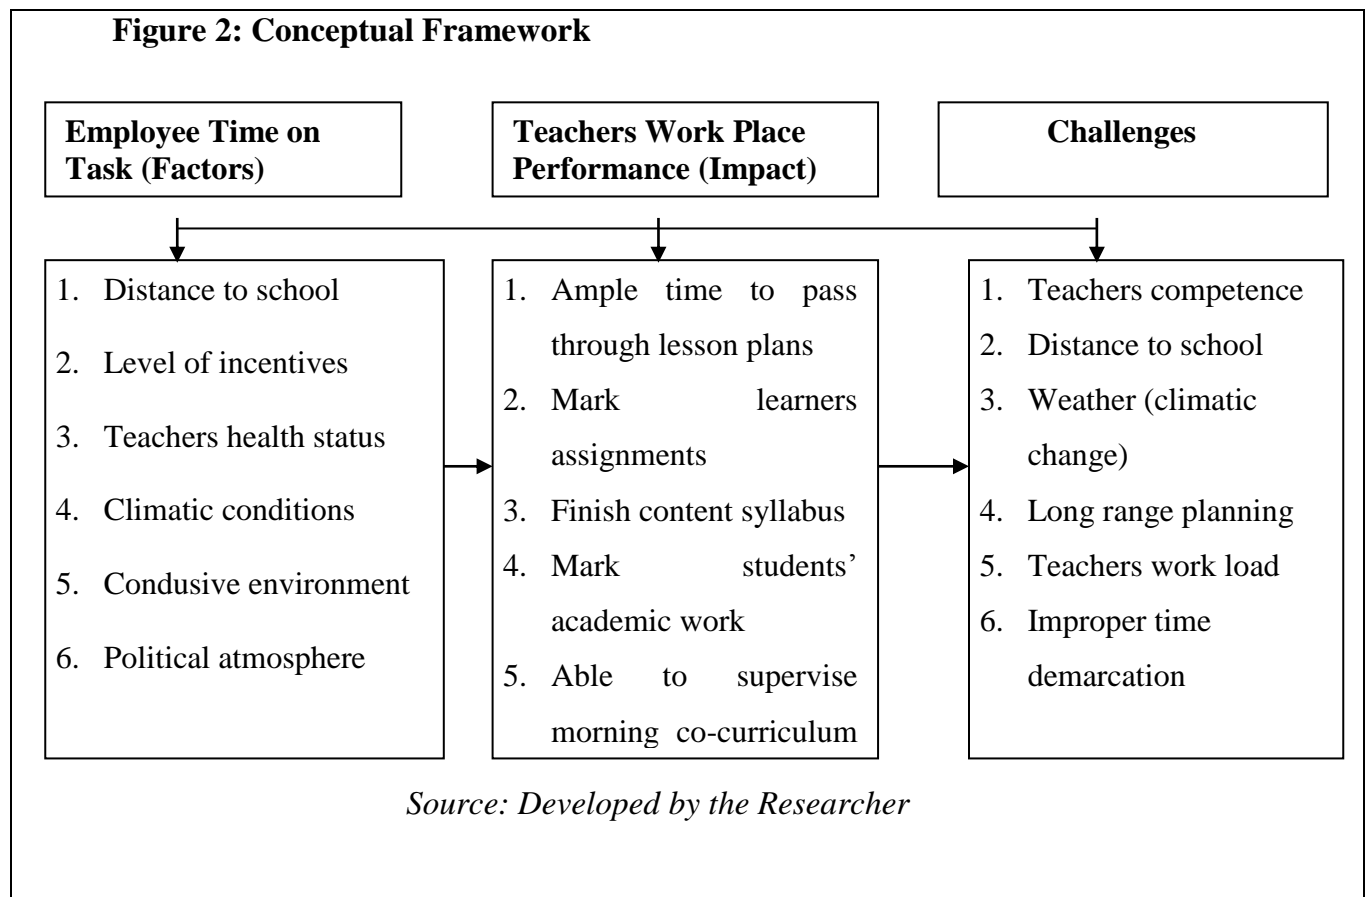 Figure 2: Conceptual Framework
Employee Time on
Task (Factors)
Teachers Work Place
Performance (Impact)
Challenges
1. Distance to school
2. Level of incentives
3. Teachers health status
4. Climatic conditions
5. Condusive environment
6. Political atmosphere
1. Ample time to pass
through lesson plans
2. Mark learners
assignments
3. Finish content syllabus
4. Mark students’
academic work
5. Able to supervise
morning co-curriculum
1. Teachers competence
2. Distance to school
3. Weather (climatic
change)
4. Long range planning
5. Teachers work load
6. Improper time
demarcation
Source: Developed by the Researcher